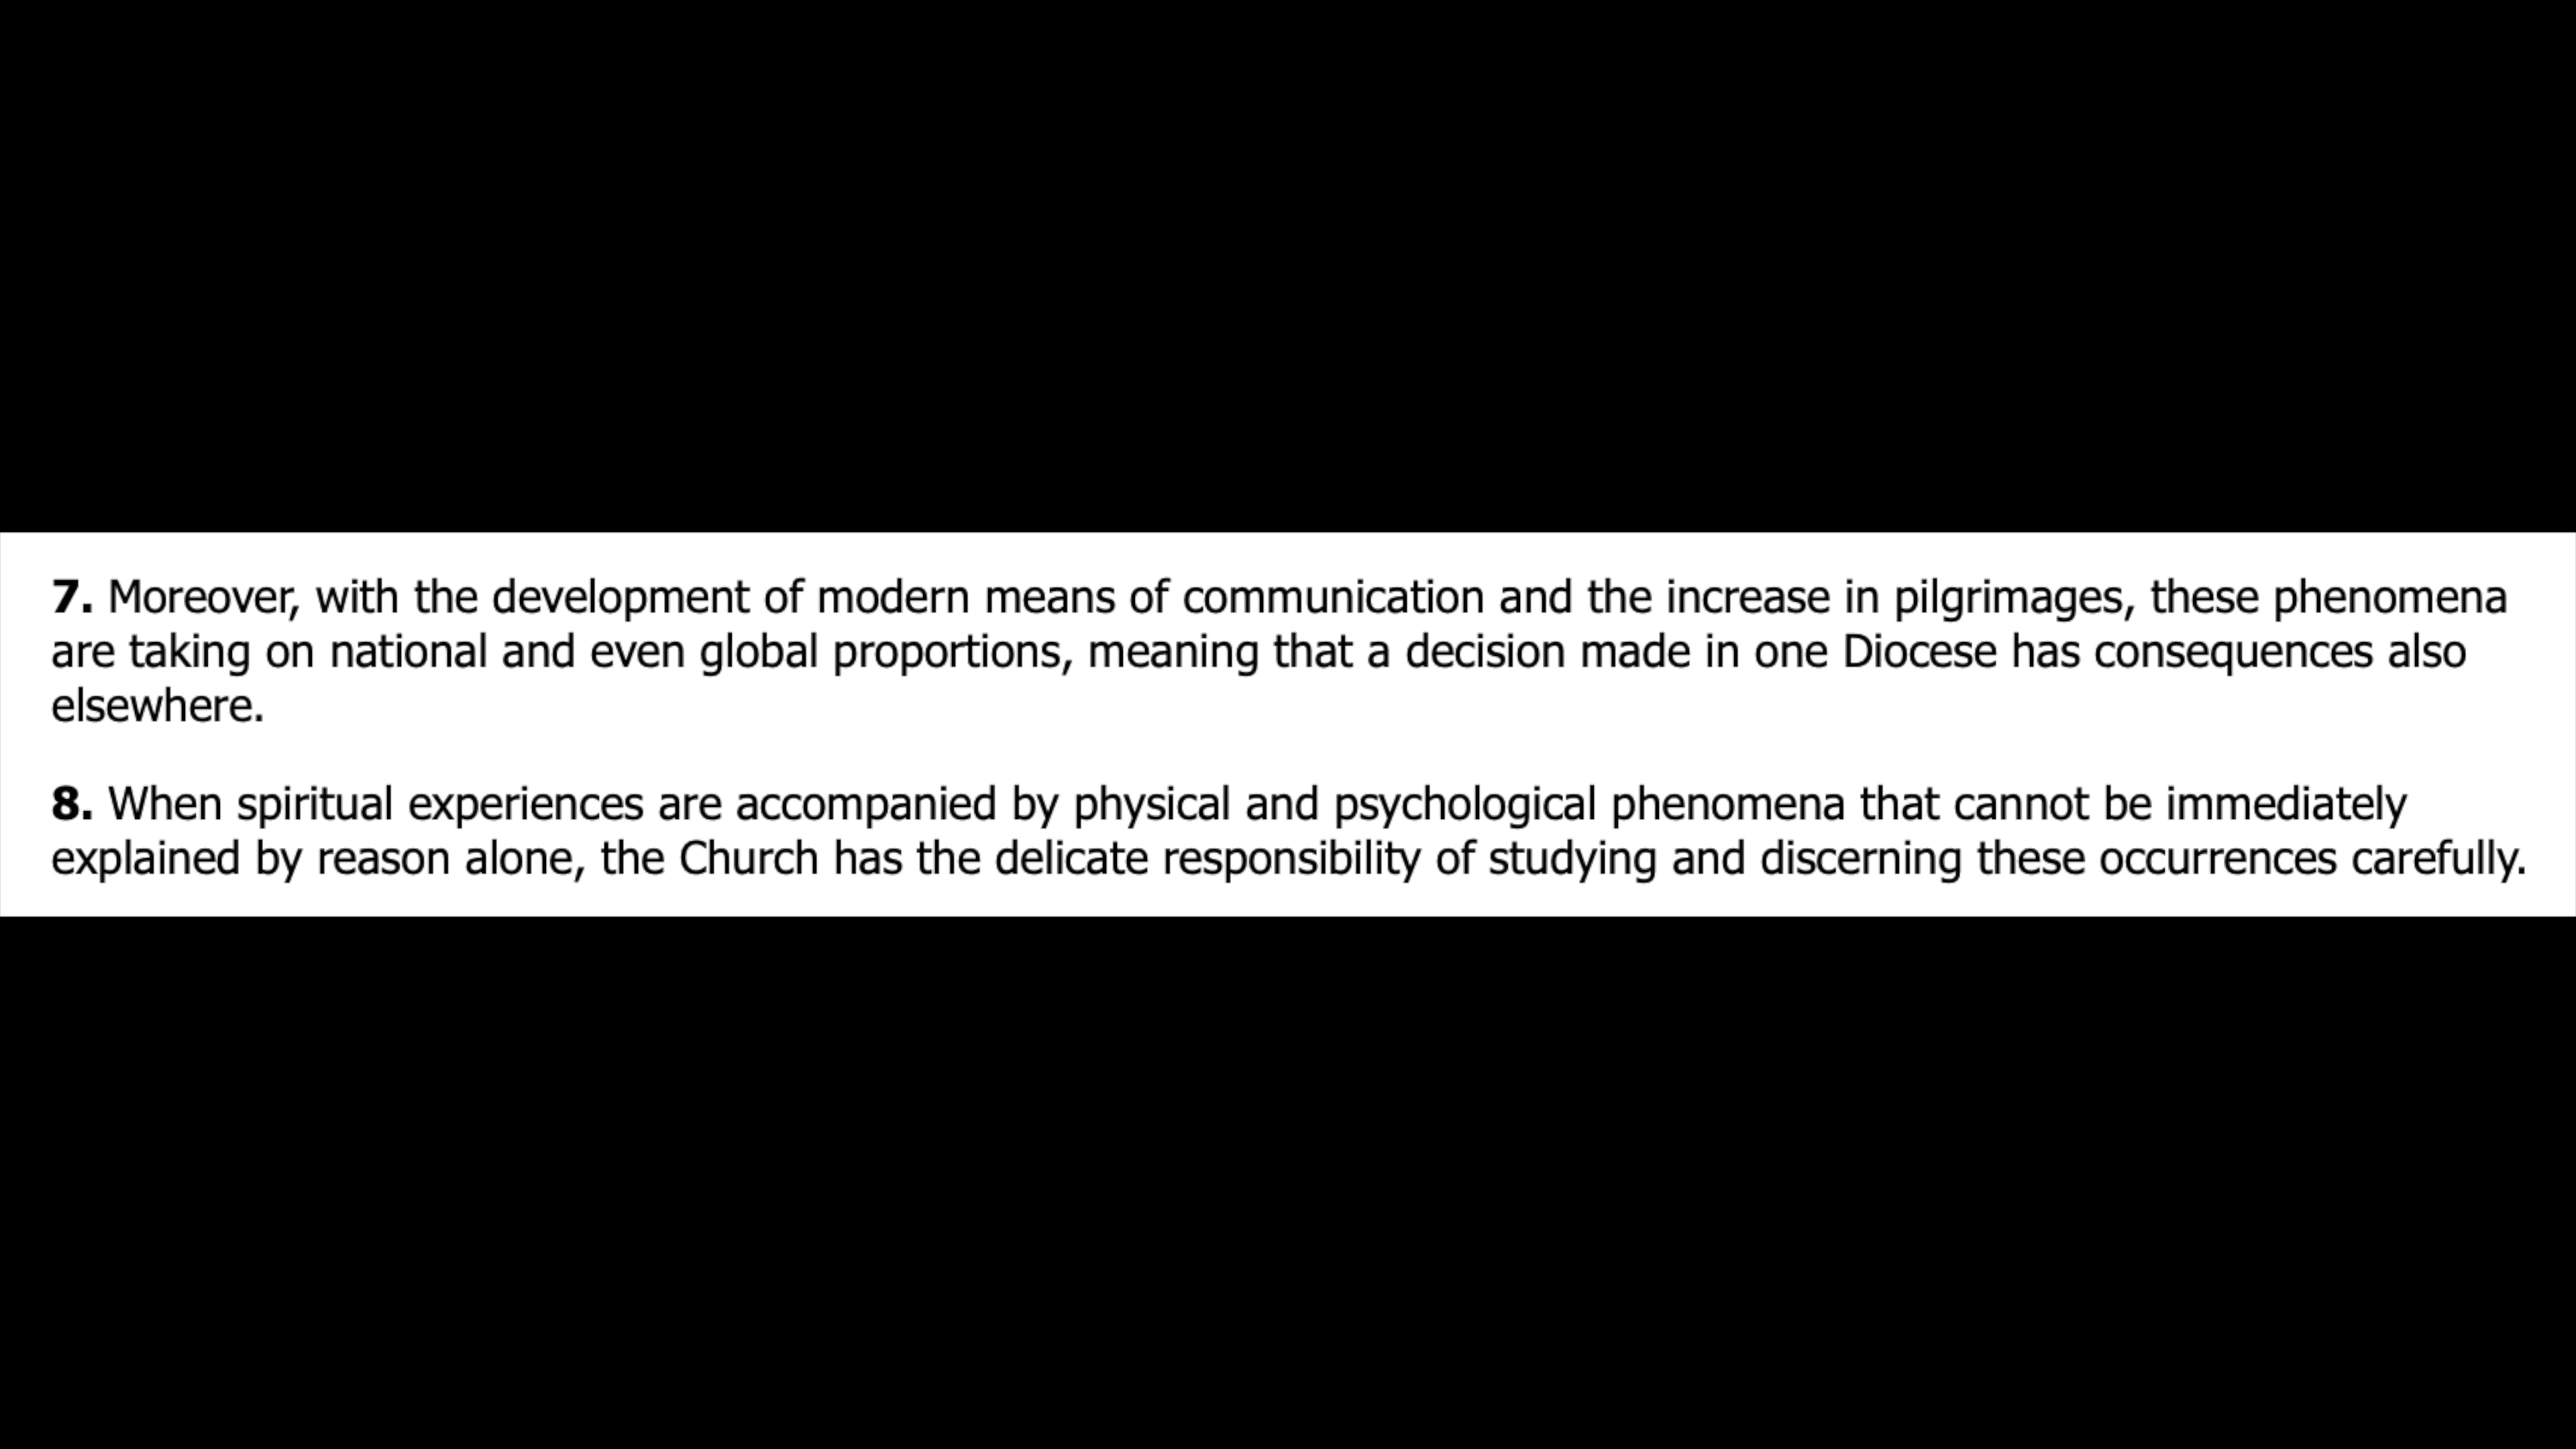 7. Moreover, with the development of modern means of communication and the increase in pilgrimages, these phenomena
are taking on national and even global proportions, meaning that a decision made in one Diocese has consequences also
elsewhere.
8. When spiritual experiences are accompanied by physical and psychological phenomena that cannot be immediately
explained by reason alone, the Church has the delicate responsibility of studying and discerning these occurrences carefully.